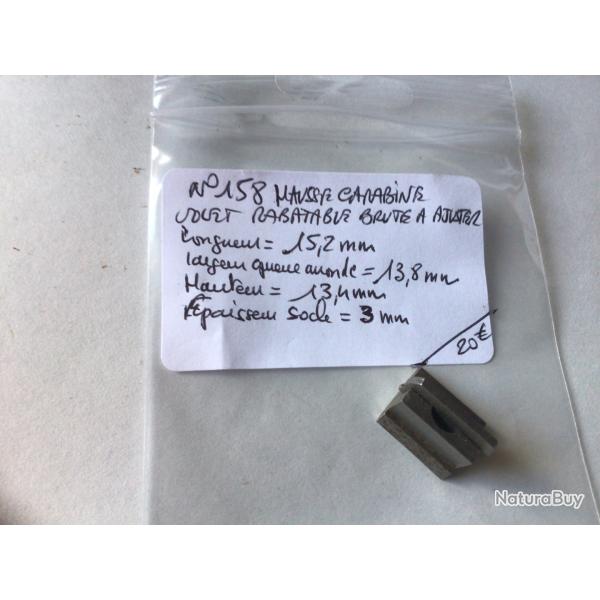 N° 158 HAUSSE CARABINE
VOLET RABATABLE BRUTE A AJUSTER
Longueur = 15,2 mm
largeur queue aronde = 13,8 mm
Hauteur = 13,4 mm
Epaisseur socle = 3 mm
20€
NaturaBuy